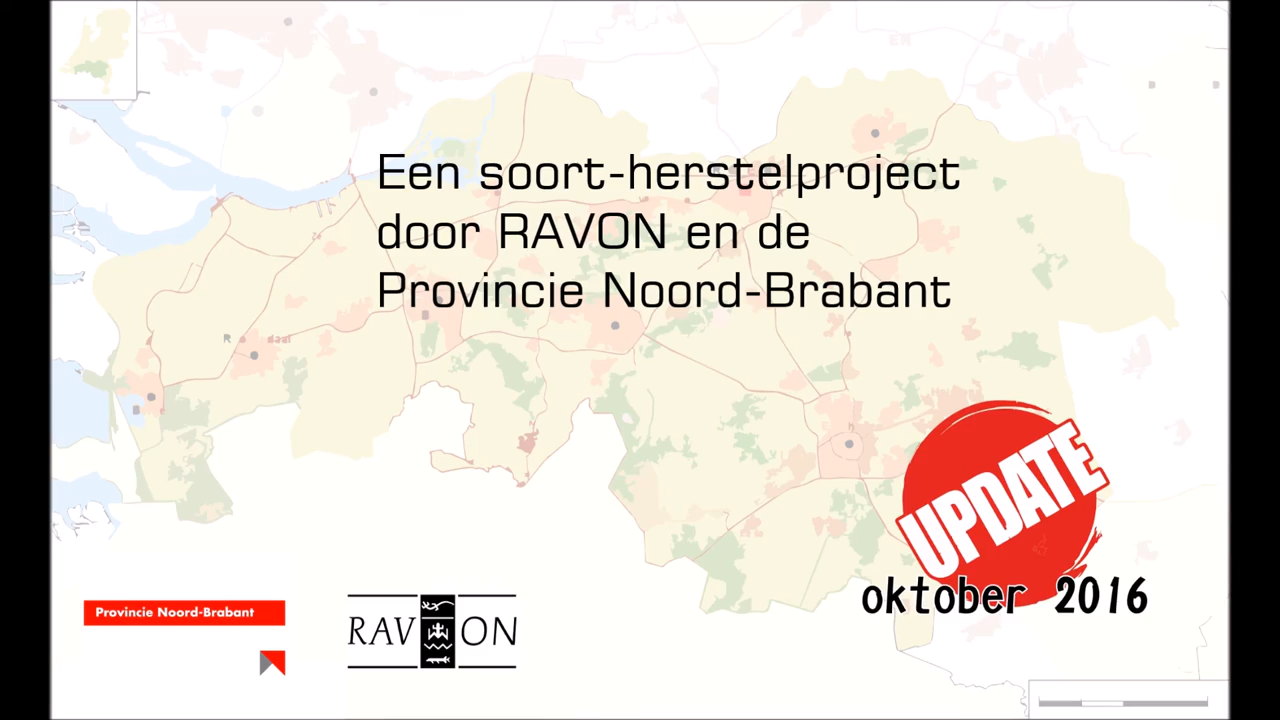 Een soort-herstelproject
door RAVON en de
Provincie Noord-Brabant
UPDATE
oktober 2016
Provincie Noord-Brabant
RAVON